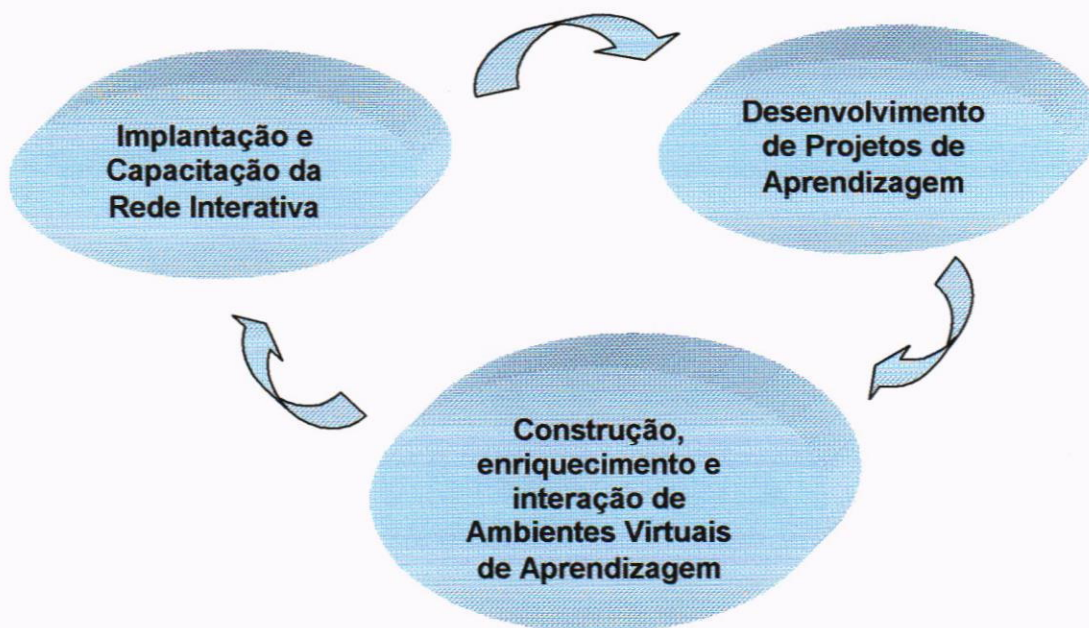 Implantação e
Capacitação da
Rede Interativa
Desenvolvimento
de Projetos de
Aprendizagem
Construção,
enriquecimento e
interação de
Ambientes Virtuais
de Aprendizagem